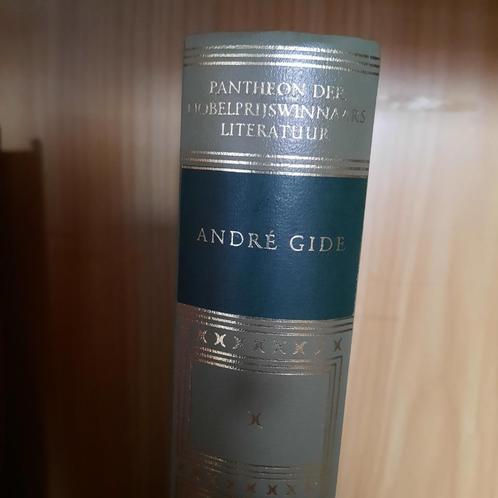 PANTHEON DER
NOBELPRIJSWINNAARS
LITERATUUR
ANDRÉ GIDE